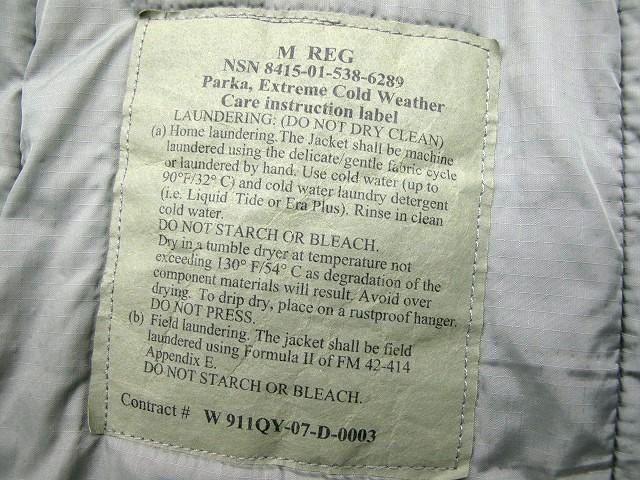 M REG
NSN 8415-01-538-6289
Parka, Extreme Cold Weather
Care instruction label
LAUNDERING: (DO NOT DRY CLEAN)
(a) Home laundering. The Jacket shall be machine
laundered using the delicate/gentle fabric cycle
or laundered by hand. Use cold water (up to
90°F/32° C) and cold water laundry detergent
(i.e. Liquid Tide or Era Plus). Rinse in clean
cold water.
DO NOT STARCH OR BLEACH.
Dry in a tumble dryer at temperature not
exceeding 130° F/54° C as degradation of the
component materials will result. Avoid over
drying. To drip dry, place on a rustproof hanger.
DO NOT PRESS.
(b) Field laundering. The jacket shall be field
laundered using Formula II of FM 42-414
Appendix E.
DO NOT STARCH OR BLEACH.
Contract # W 911QY-07-D-0003